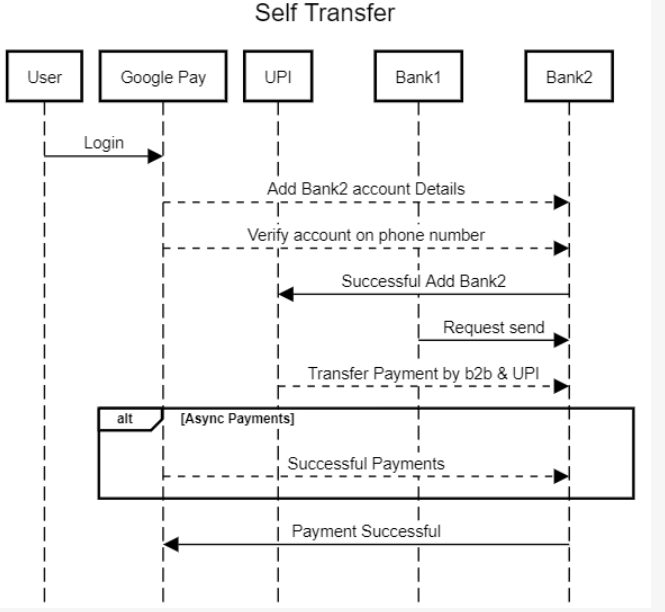 Self Transfer
User
Google Pay
UPI
Bank1
Bank2
Login
Add Bank2 account Details
Verify account on phone number
Successful Add Bank2
Request send
Transfer Payment by b2b & UPI
alt
[Async Payments]
Successful Payments
Payment Successful